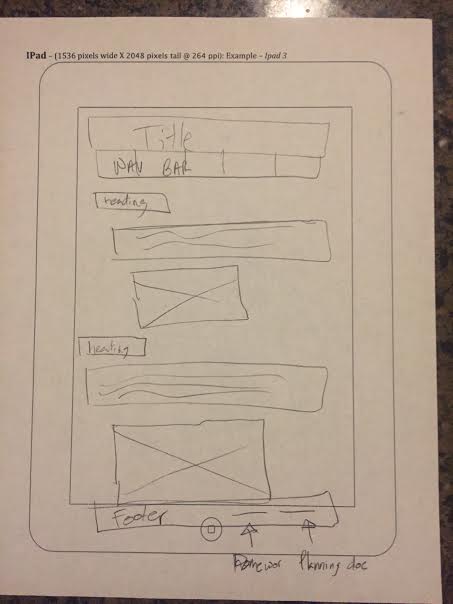 IPad – (1536 pixels wide X 2048 pixels tall @ 264 ppi): Example – Ipad 3
Title
NAV BAR
Heading
heading
Footer
Planning doc